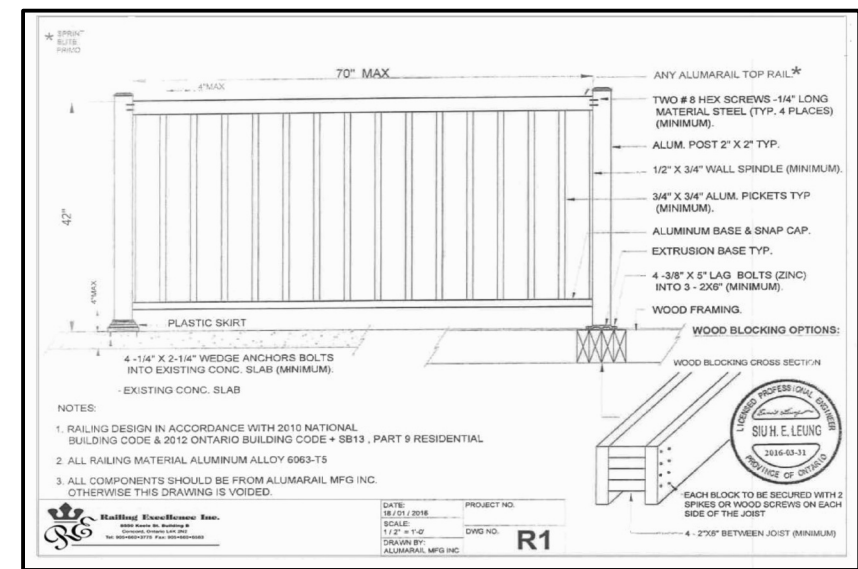 * SPRINT
ELITE
PRIMO
70" MAX
4"MAX
42"
4"MAX
ANY ALUMARAIL TOP RAIL*
TWO # 8 HEX SCREWS -1/4" LONG
MATERIAL STEEL (TYP. 4 PLACES)
(MINIMUM).
ALUM. POST 2" X 2" TYP.
1/2" X 3/4" WALL SPINDLE (MINIMUM).
3/4" X 3/4" ALUM. PICKETS TYP
(MINIMUM).
ALUMINUM BASE & SNAP CAP.
EXTRUSION BASE TYP.
4 -3/8" X 5" LAG BOLTS (ZINC)
INTO 3 - 2X6" (MINIMUM).
WOOD FRAMING.
WOOD BLOCKING OPTIONS:
WOOD BLOCKING CROSS SECTION
PLASTIC SKIRT
4 -1/4" X 2-1/4" WEDGE ANCHORS BOLTS
INTO EXISTING CONC. SLAB (MINIMUM).
- EXISTING CONC. SLAB
NOTES:
1. RAILING DESIGN IN ACCORDANCE WITH 2010 NATIONAL
BUILDING CODE & 2012 ONTARIO BUILDING CODE + SB13 , PART 9 RESIDENTIAL
2. ALL RAILING MATERIAL ALUMINUM ALLOY 6063-T5
3. ALL COMPONENTS SHOULD BE FROM ALUMARAIL MFG INC.
OTHERWISE THIS DRAWING IS VOIDED.
LICENSED PROFESSIONAL ENGINEER
SIU H. E. LEUNG
2016-03-31
PROVINCE OF ONTARIO
EACH BLOCK TO BE SECURED WITH 2
SPIKES OR WOOD SCREWS ON EACH
SIDE OF THE JOIST
4 - 2"X8" BETWEEN JOIST (MINIMUM)
Railing Excellence Inc.
Concord, Ontario
DATE:
18 / 01 / 2016
SCALE:
1 / 2" = 1'-0'
DRAWN BY:
ALUMARAIL MFG INC
PROJECT NO.
DWG NO.
R1